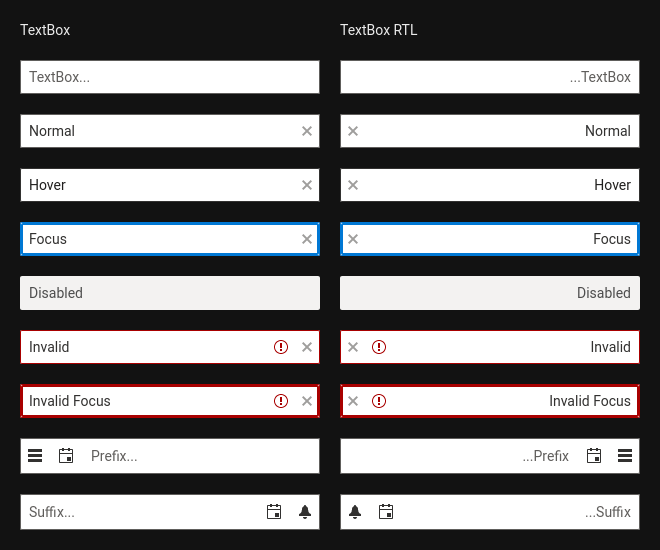 TextBox
TextBox RTL
TextBox...
...TextBox
Normal
Normal
Hover
Hover
Focus
Focus
Disabled
Disabled
Invalid
Invalid
Invalid Focus
Invalid Focus
Prefix...
...Prefix
Suffix...
...Suffix